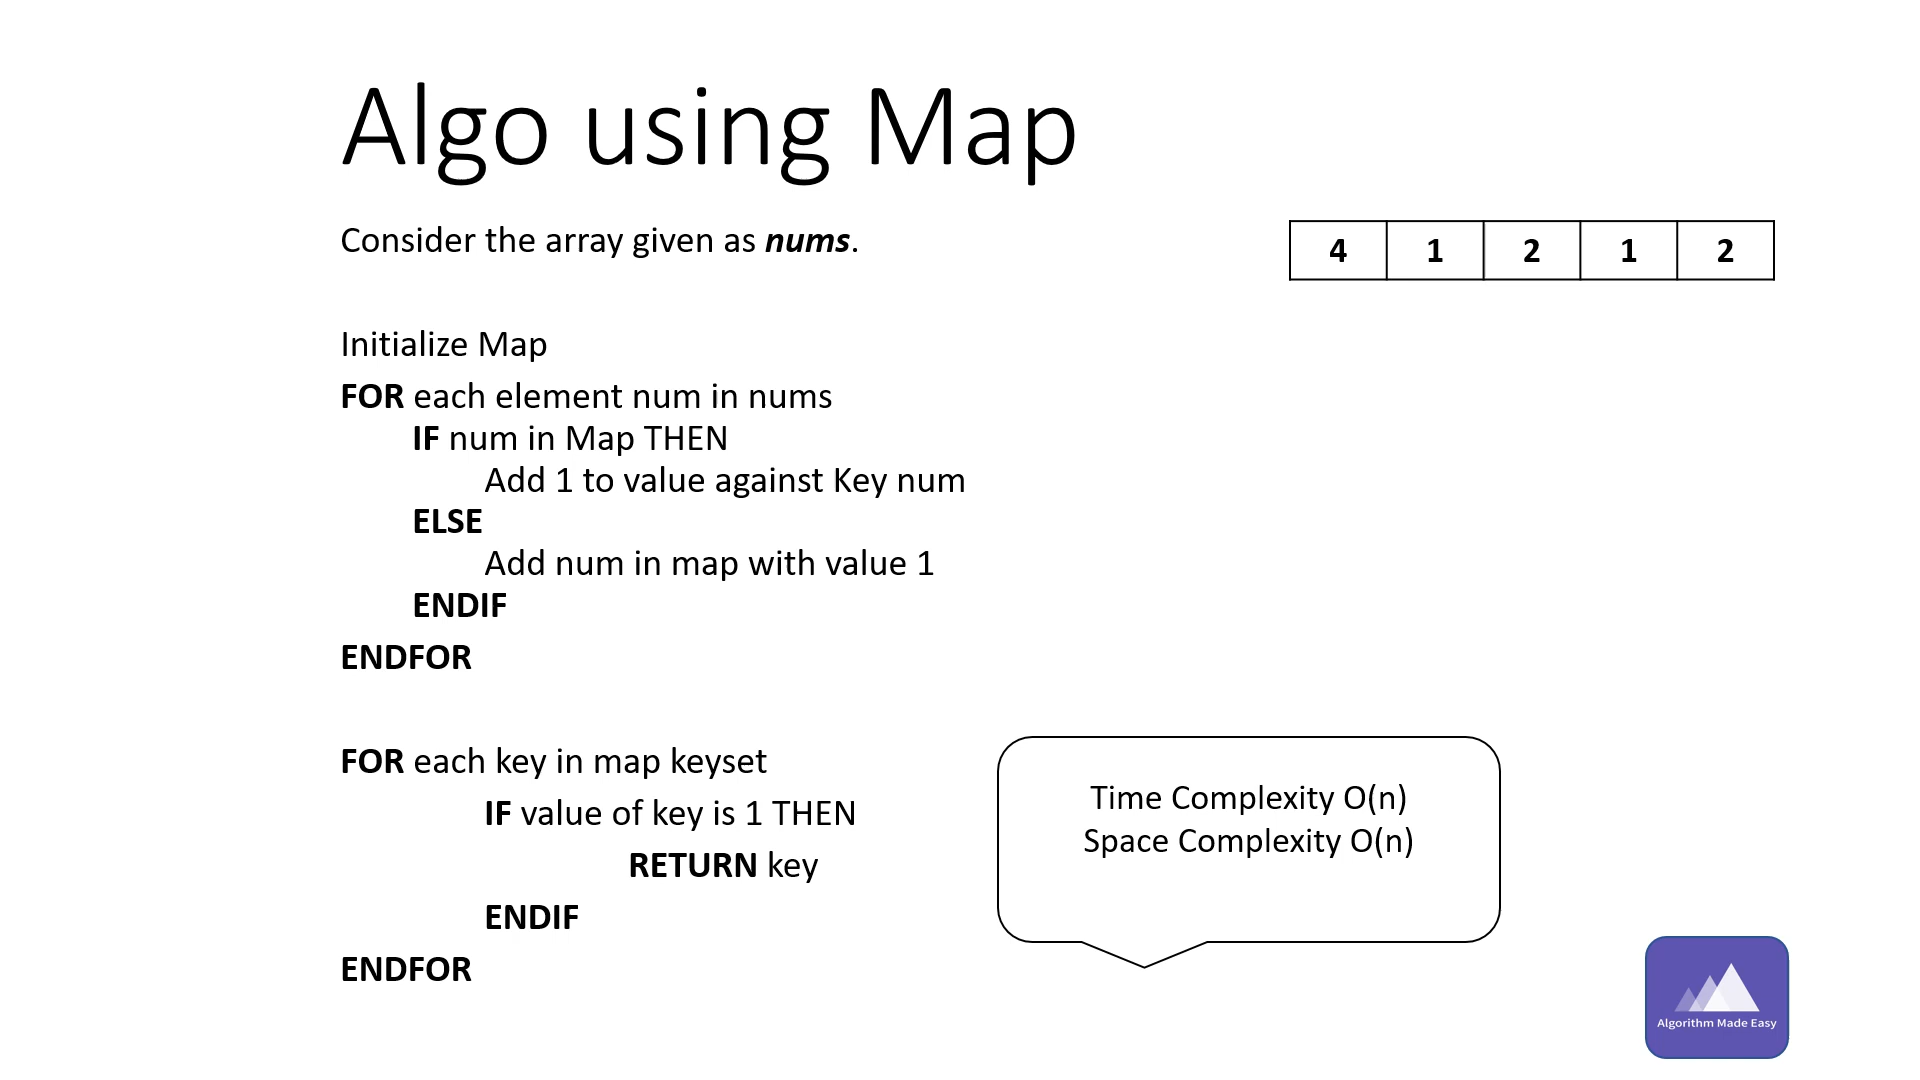 Algo using Map
Consider the array given as nums.
4 1 2 1 2
Initialize Map
FOR each element num in nums
IF num in Map THEN
Add 1 to value against Key num
ELSE
Add num in map with value 1
ENDIF
ENDFOR
FOR each key in map keyset
IF value of key is 1 THEN
RETURN key
ENDIF
ENDFOR
Time Complexity O(n)
Space Complexity O(n)
Algorithm Made Easy